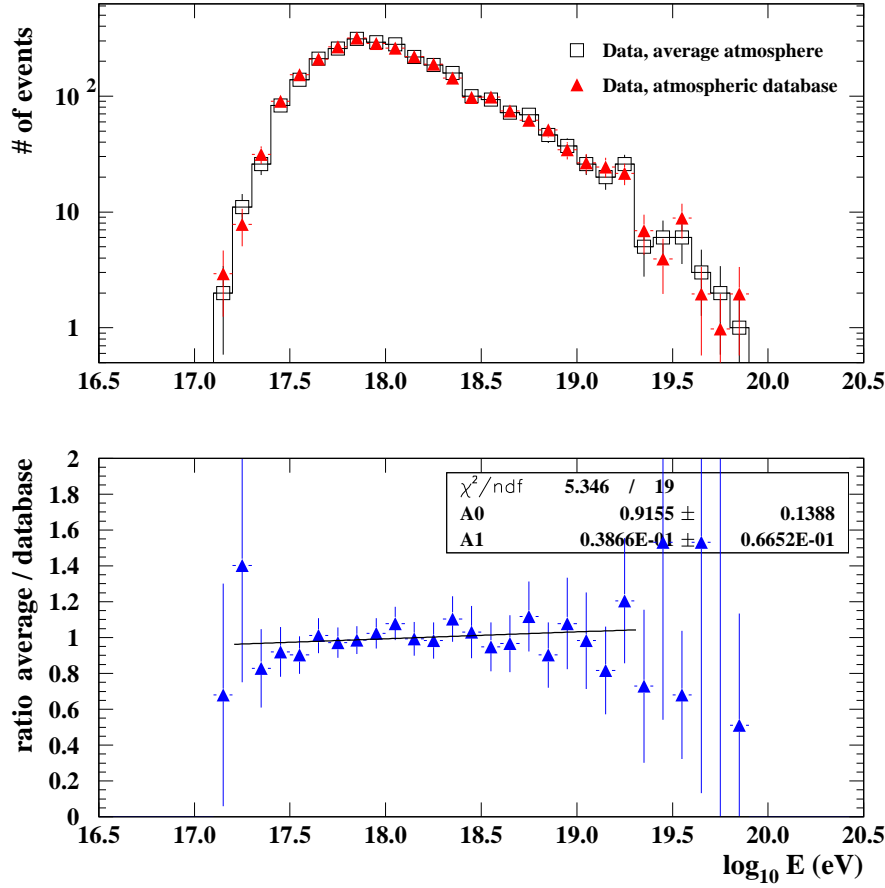 # of events
10²
10
1
Data, average atmosphere
Data, atmospheric database
16.5 17.0 17.5 18.0 18.5 19.0 19.5 20.0 20.5
ratio average / database
2
1.8
1.6
1.4
1.2
1
0.8
0.6
0.4
0.2
0
χ²/ndf 5.346 / 19
A0 0.9155 ± 0.1388
A1 0.3866E-01 ± 0.6652E-01
16.5 17.0 17.5 18.0 18.5 19.0 19.5 20.0 20.5
log₁₀ E (eV)